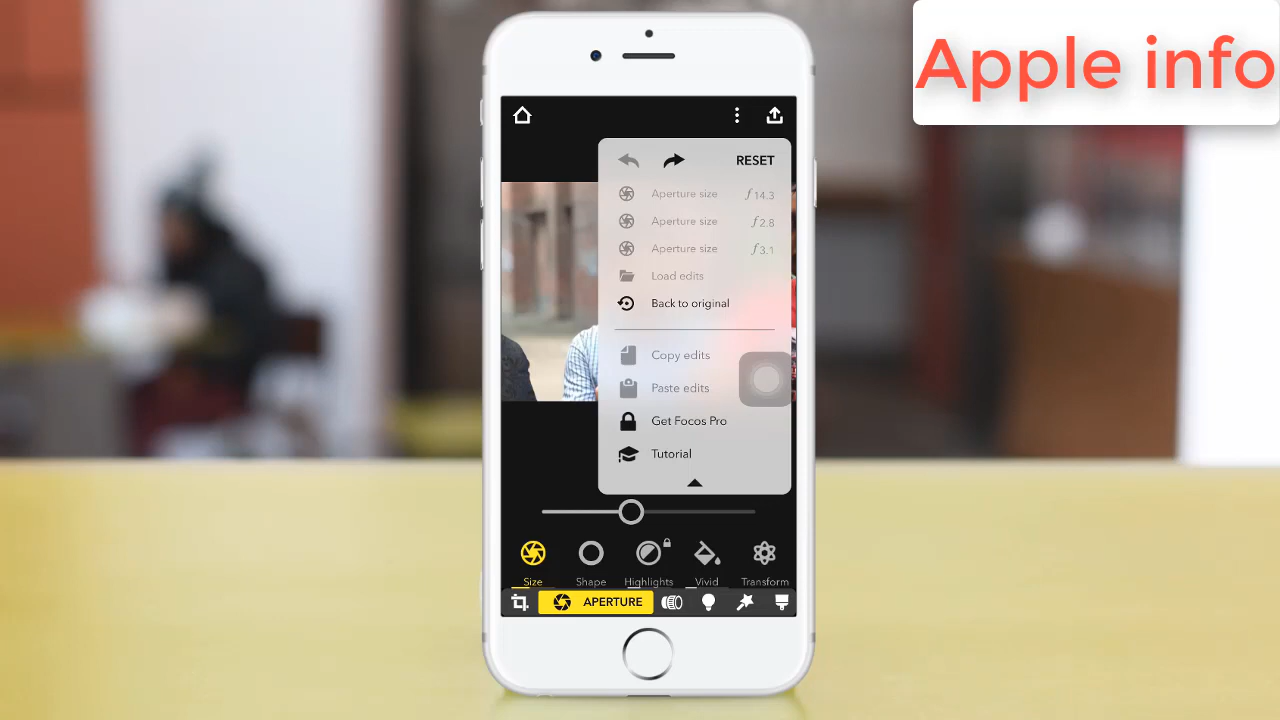 Apple info
RESET
Aperture size f14.3
Aperture size f2.8
Aperture size f3.1
Load edits
Back to original
Copy edits
Paste edits
Get Focos Pro
Tutorial
Size Shape Highlights Vivid Transform
APERTURE